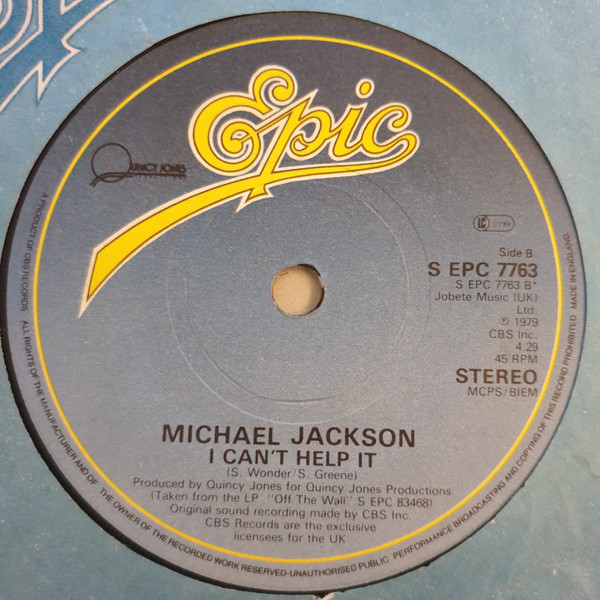 Epic
QUINCY JONES
LC 0199
Side B
S EPC 7763
S EPC 7763 B*
Jobete Music (UK)
Ltd.
℗ 1979
CBS Inc.
4.29
45 RPM
STEREO
MCPS/BIEM
MICHAEL JACKSON
I CAN'T HELP IT
(S. Wonder/S. Greene)
Produced by Quincy Jones for Quincy Jones Productions
(Taken from the LP "Off The Wall" S EPC 83468)
Original sound recording made by CBS Inc.
CBS Records are the exclusive
licensees for the UK
A PRODUCT OF CBS RECORDS ALL RIGHTS OF THE MANUFACTURER AND OF THE OWNER OF THE RECORDED WORK RESERVED-UNAUTHORISED PUBLIC PERFORMANCE BROADCASTING AND COPYING OF THIS RECORD PROHIBITED MADE IN ENGLAND.